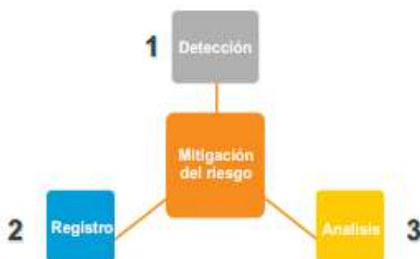 1
Detección
Mitigación
del riesgo
2
Registro
Analisis
3